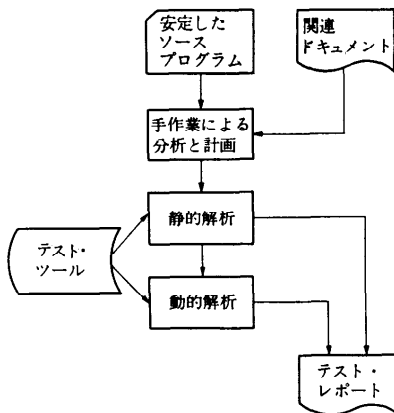 安定した
ソース
プログラム
関連
ドキュメント
手作業による
分析と計画
静的解析
テスト・
ツール
動的解析
テスト・
レポート